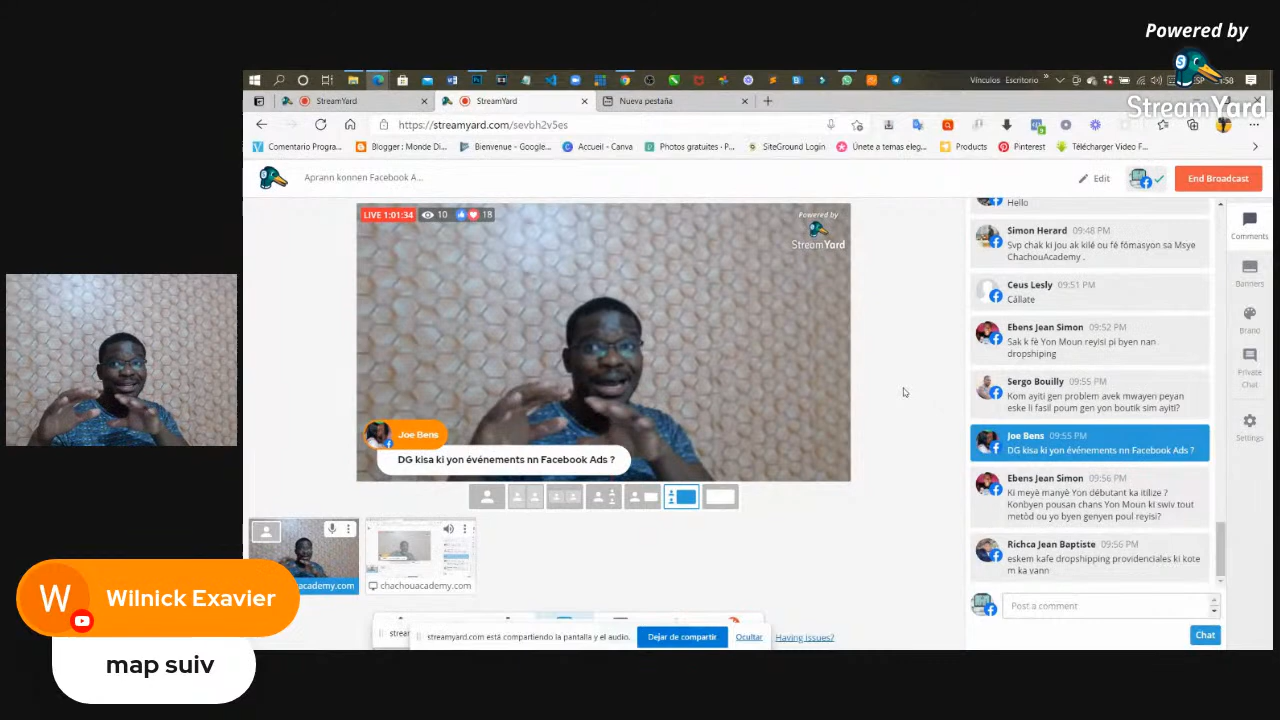 Powered by
StreamYard
Vínculos
Escritorio
StreamYard
StreamYard
Nueva pestaña
https://streamyard.com/sevbh2v5es
Comentario Progra...
Blogger : Monde Di...
Bienvenue - Google...
Accueil - Canva
Photos gratuites - P...
SiteGround Login
Únete a temas eleg...
Products
Pinterest
Télécharger Video F...
Aprann konnen Facebook A...
Edit
End Broadcast
LIVE 1:01:34
10
18
Powered by
StreamYard
Joe Bens
DG kisa ki yon événements nn Facebook Ads ?
Hello
Simon Herard 09:48 PM
Svp chak ki jou ak kilé ou fé fòmasyon sa Msye
ChachouAcademy .
Ceus Lesly 09:51 PM
Cállate
Ebens Jean Simon 09:52 PM
Sak k fè Yon Moun reyisi pi byen nan
dropshiping
Sergo Bouilly 09:55 PM
Kom ayiti gen problem avek mwayen peyan
eske li fasil poum gen yon boutik sim ayiti?
Joe Bens 09:55 PM
DG kisa ki yon événements nn Facebook Ads ?
Ebens Jean Simon 09:56 PM
Ki meyè manyè Yon débutant ka itilize ?
Konbyen pousan chans Yon Moun ki swiv tout
metòd ou yo byen genyen poul reyisi?
Richca Jean Baptiste 09:56 PM
eskem kafe dropshipping providenciales ki kote
m ka vann
Post a comment
Chat
Comments
Banners
Brand
Private
Chat
Settings
academy.com
chachouacademy.com
streamyard.com está compartiendo la pantalla y el audio.
Dejar de compartir
Ocultar
Having issues?
W
Wilnick Exavier
map suiv